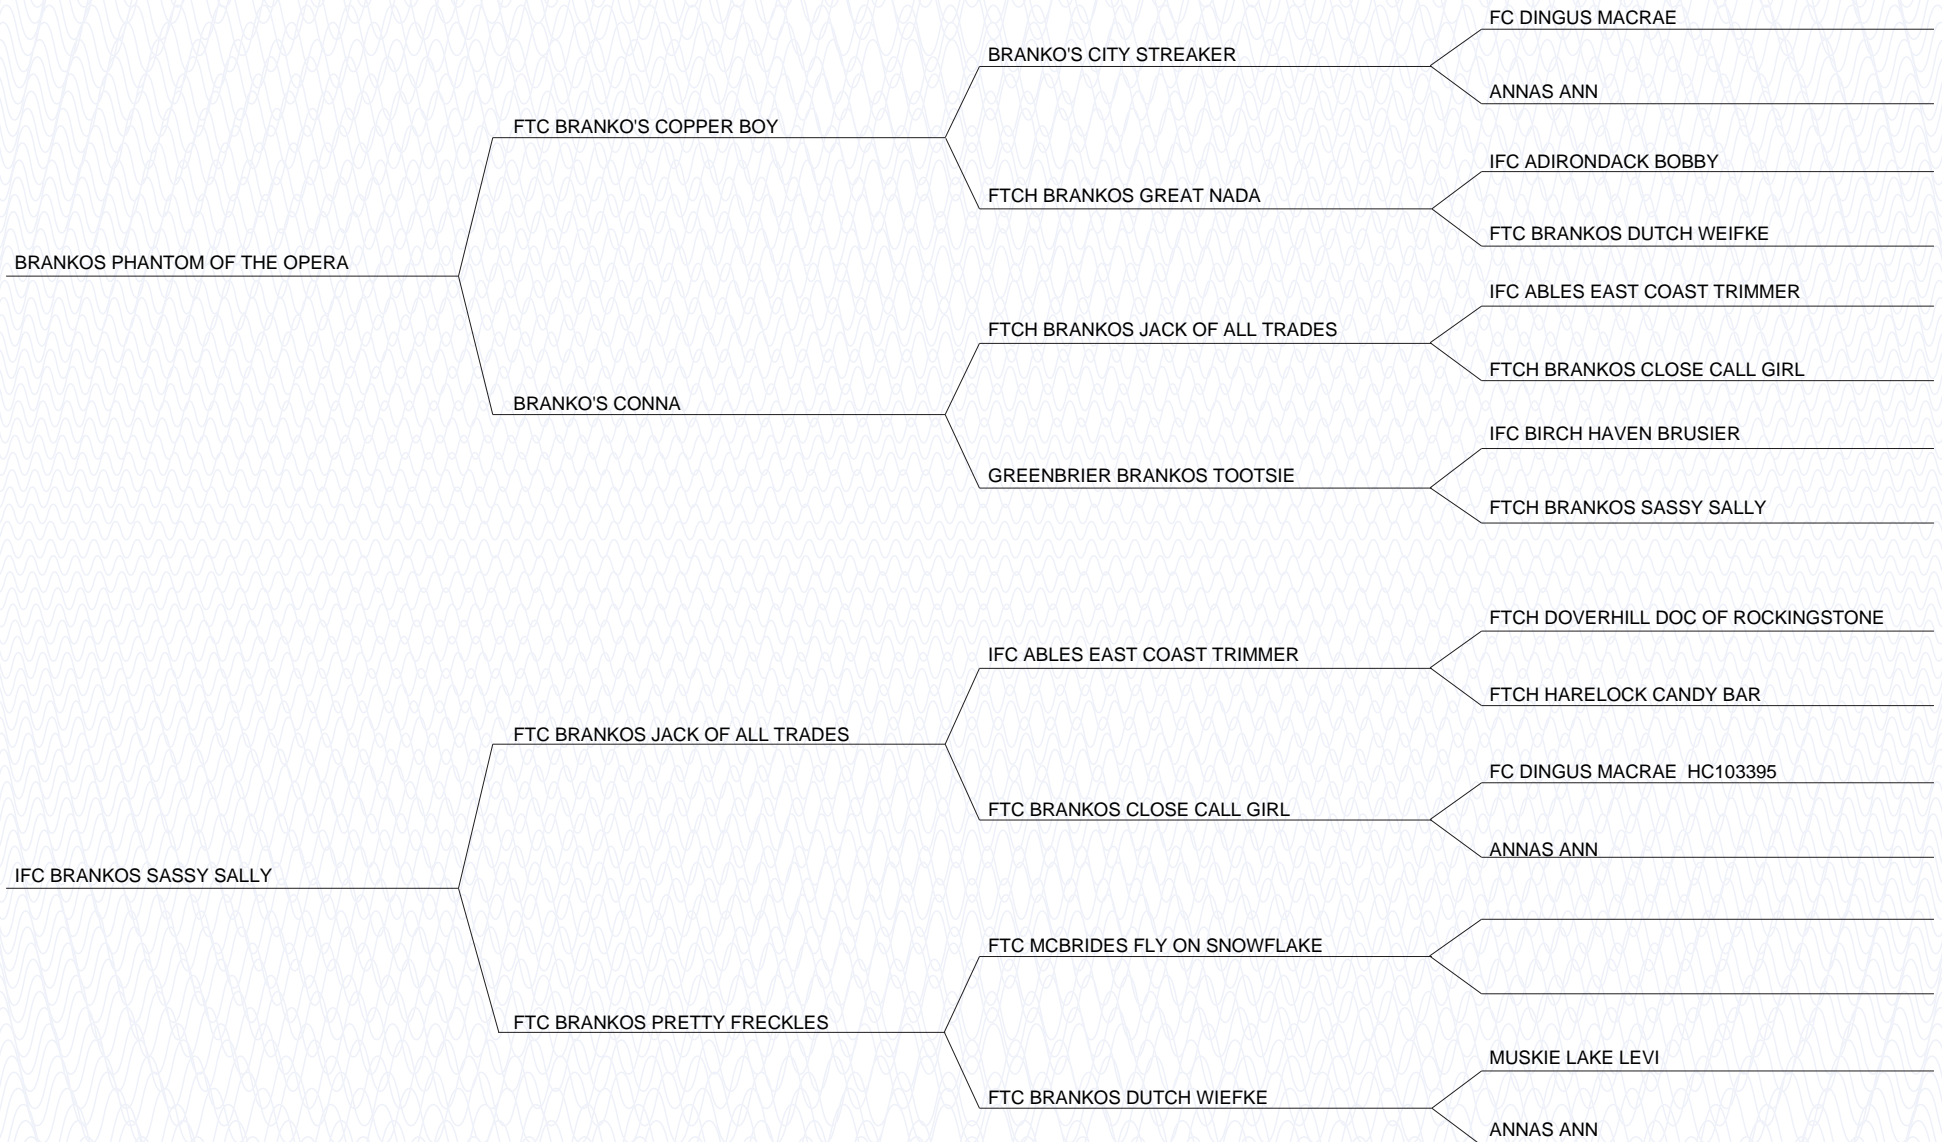 FC DINGUS MACRAE
BRANKO'S CITY STREAKER
ANNAS ANN
FTC BRANKO'S COPPER BOY
IFC ADIRONDACK BOBBY
FTCH BRANKOS GREAT NADA
FTC BRANKOS DUTCH WEIFKE
BRANKOS PHANTOM OF THE OPERA
IFC ABLES EAST COAST TRIMMER
FTCH BRANKOS JACK OF ALL TRADES
FTCH BRANKOS CLOSE CALL GIRL
BRANKO'S CONNA
IFC BIRCH HAVEN BRUSIER
GREENBRIER BRANKOS TOOTSIE
FTCH BRANKOS SASSY SALLY
FTCH DOVERHILL DOC OF ROCKINGSTONE
IFC ABLES EAST COAST TRIMMER
FTCH HARELOCK CANDY BAR
FTC BRANKOS JACK OF ALL TRADES
FC DINGUS MACRAE  HC103395
FTC BRANKOS CLOSE CALL GIRL
ANNAS ANN
IFC BRANKOS SASSY SALLY
FTC MCBRIDES FLY ON SNOWFLAKE
FTC BRANKOS PRETTY FRECKLES
MUSKIE LAKE LEVI
FTC BRANKOS DUTCH WIEFKE
ANNAS ANN